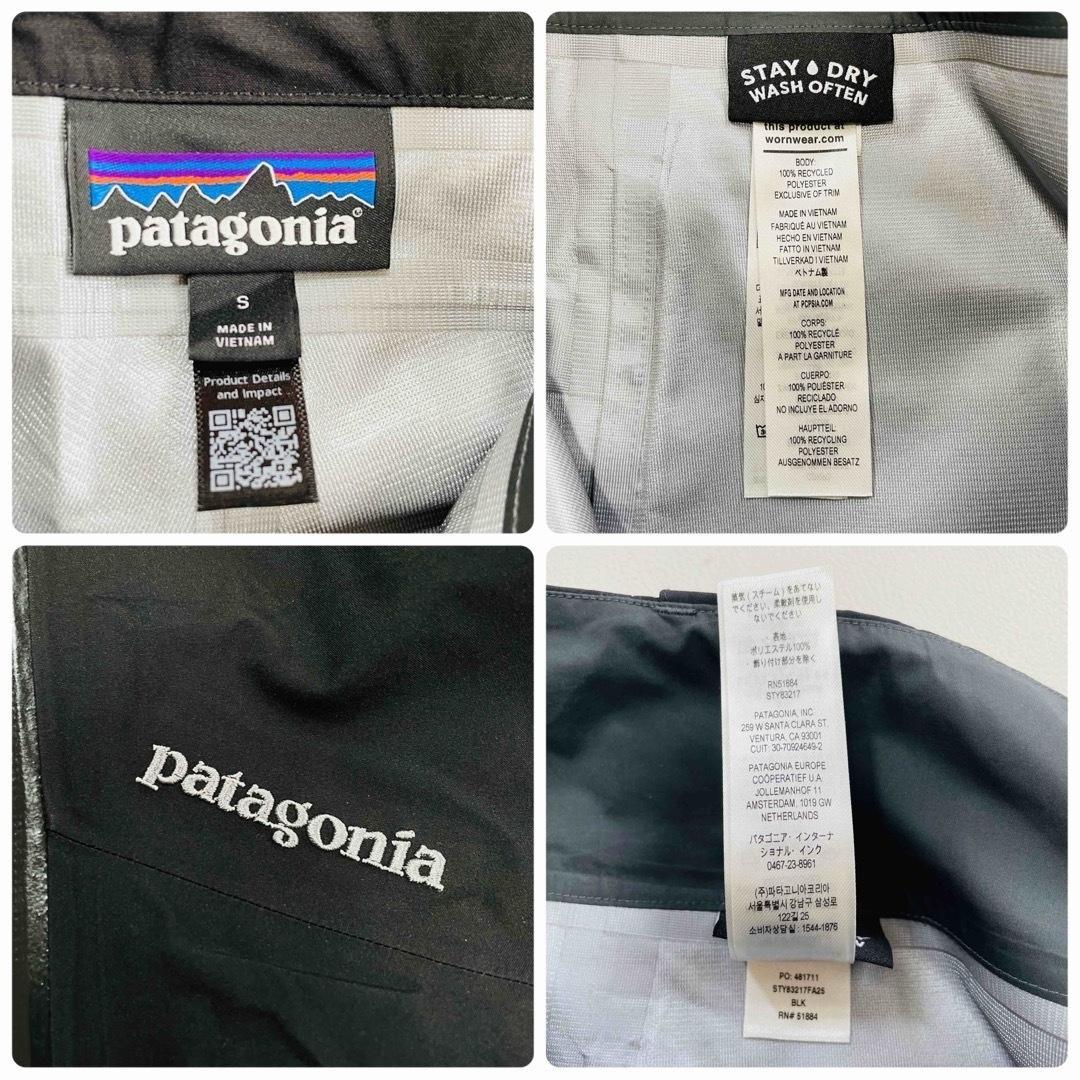 patagonia®
S
MADE IN
VIETNAM
Product Details
and Impact
STAY DRY
WASH OFTEN
this product at
wornwear.com
BODY:
100% RECYCLED
POLYESTER
EXCLUSIVE OF TRIM
MADE IN VIETNAM
FABRIQUÉ AU VIETNAM
HECHO EN VIETNAM
FATTO IN VIETNAM
TILLVERKAD I VIETNAM
ベトナム製
MFG DATE AND LOCATION
AT PCPSIA.COM
CORPS:
100% RECYCLÉ
POLYESTER
A PART LA GARNITURE
CUERPO:
100% POLIÉSTER
RECICLADO
NO INCLUYE EL ADORNO
HAUPTTEIL:
100% RECYCLING
POLYESTER
AUSGENOMMEN BESATZ
patagonia
蒸気(スチーム)をあてない
でください。柔軟剤を使用し
ないでください
表地:
ポリエステル100%
飾り付け部分を除く
RN51884
STY83217
PATAGONIA, INC.
259 W SANTA CLARA ST.
VENTURA, CA 93001
CUIT: 30-70924649-2
PATAGONIA EUROPE
COÖPERATIEF U.A.
JOLLEMANHOF 11
AMSTERDAM, 1019 GW
NETHERLANDS
パタゴニア・インターナ
ショナル・インク
0467-23-8961
(주)파타고니아코리아
서울특별시 강남구 삼성로
122길 25
소비자상담실 : 1544-1876
PO: 481711
STY83217FA25
BLK
RN# 51884